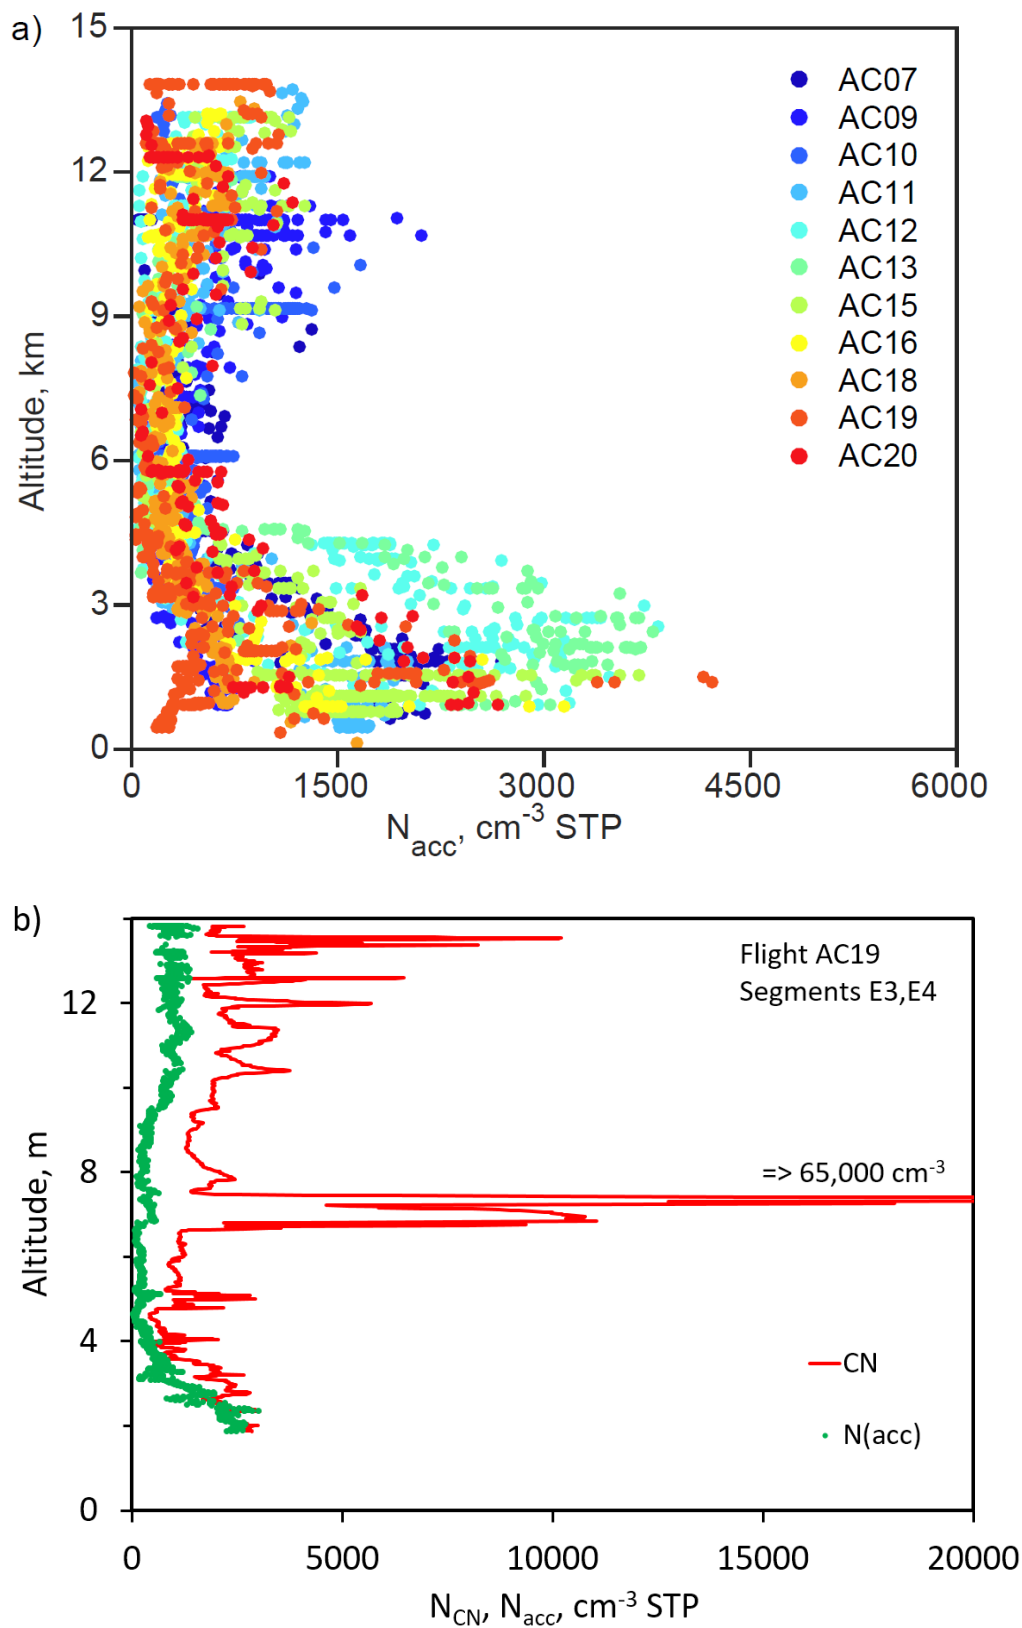 a)
15
12
9
6
3
0
Altitude, km
AC07
AC09
AC10
AC11
AC12
AC13
AC15
AC16
AC18
AC19
AC20
0 1500 3000 4500 6000
Nacc, cm-3 STP
b)
Flight AC19
Segments E3,E4
12
8
4
0
Altitude, m
=> 65,000 cm-3
CN
N(acc)
0 5000 10000 15000 20000
NCN, Nacc, cm-3 STP